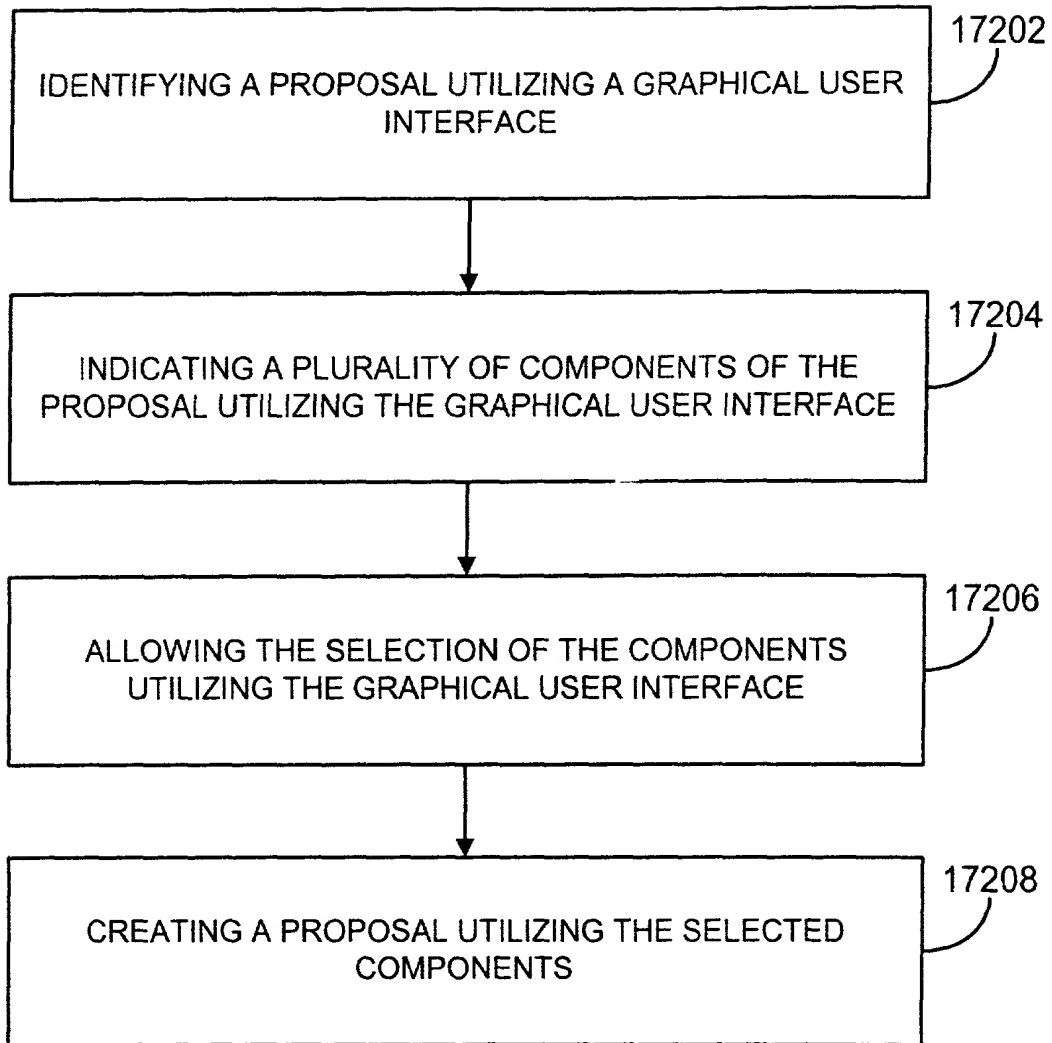 17202
IDENTIFYING A PROPOSAL UTILIZING A GRAPHICAL USER
INTERFACE
17204
INDICATING A PLURALITY OF COMPONENTS OF THE
PROPOSAL UTILIZING THE GRAPHICAL USER INTERFACE
17206
ALLOWING THE SELECTION OF THE COMPONENTS
UTILIZING THE GRAPHICAL USER INTERFACE
17208
CREATING A PROPOSAL UTILIZING THE SELECTED
COMPONENTS